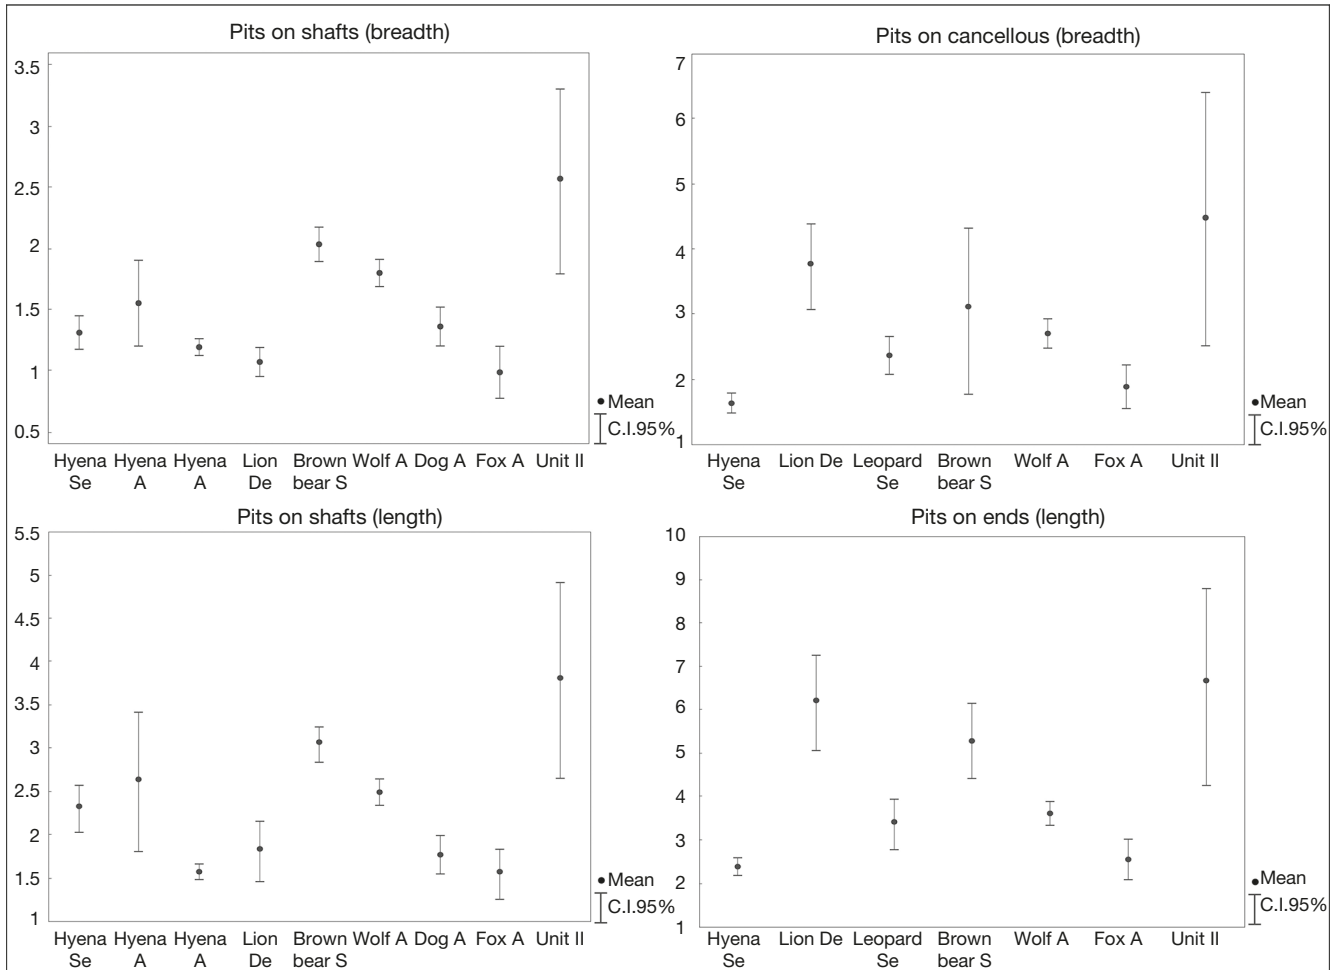 Pits on shafts (breadth)
3.5
3
2.5
2
1.5
1
0.5
Hyena Hyena Hyena Lion Brown Wolf A Dog A Fox A Unit II
Se A A De bear S
Mean
C.I.95%
Pits on cancellous (breadth)
7
6
5
4
3
2
1
Hyena Lion De Leopard Brown Wolf A Fox A Unit II
Se Se bear S
Mean
C.I.95%
Pits on shafts (length)
5.5
5
4.5
4
3.5
3
2.5
2
1.5
1
Hyena Hyena Hyena Lion Brown Wolf A Dog A Fox A Unit II
Se A A De bear S
Mean
C.I.95%
Pits on ends (length)
10
9
8
7
6
5
4
3
2
1
Hyena Lion De Leopard Brown Wolf A Fox A Unit II
Se Se bear S
Mean
C.I.95%